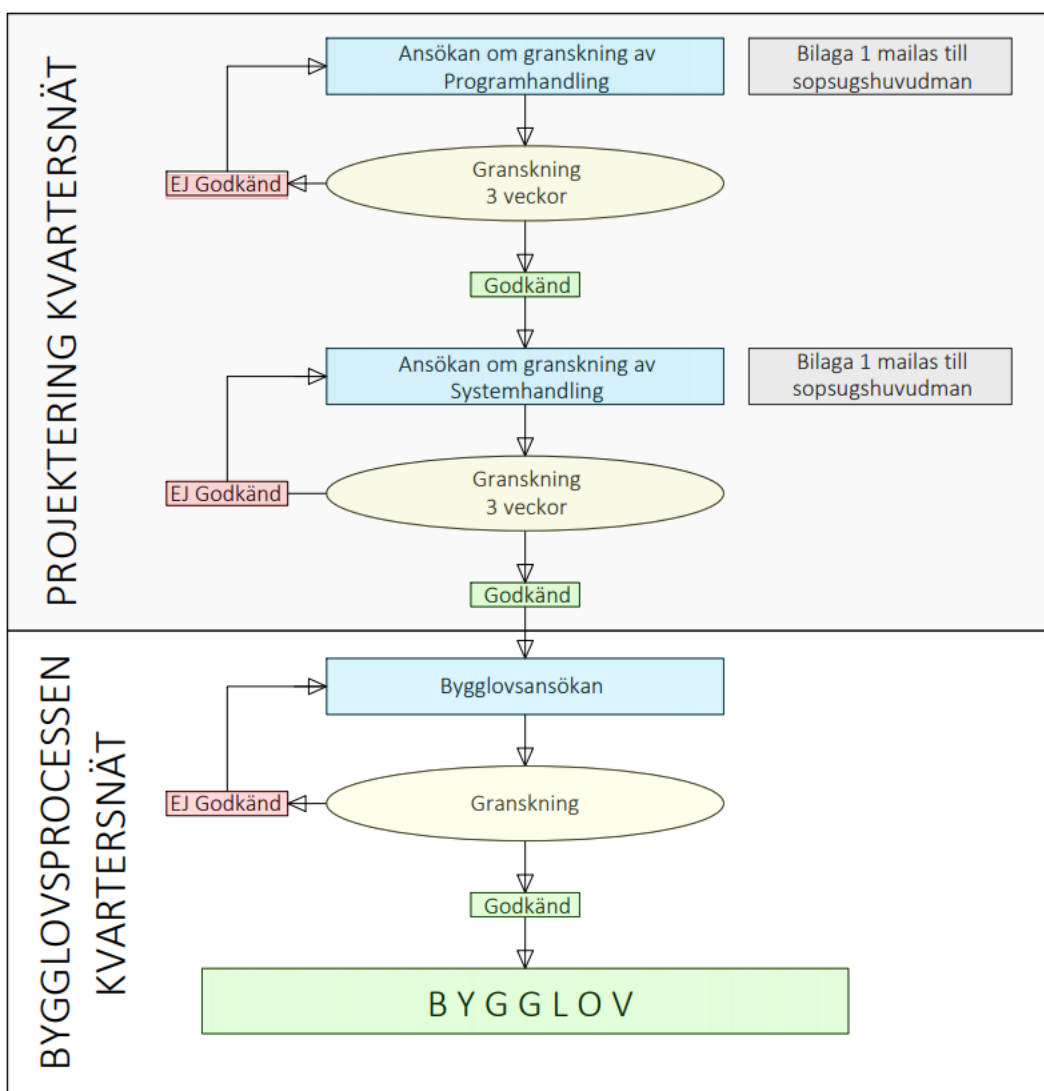 PROJEKTERING KVARTERSNÄT
Ansökan om granskning av
Programhandling
Bilaga 1 mailas till
sopsugshuvudman
Granskning
3 veckor
EJ Godkänd
Godkänd
Ansökan om granskning av
Systemhandling
Bilaga 1 mailas till
sopsugshuvudman
Granskning
3 veckor
EJ Godkänd
Godkänd
BYGGLOVSPROCESSEN
KVARTERSNÄT
Bygglovsansökan
Granskning
EJ Godkänd
Godkänd
BYGGLOV